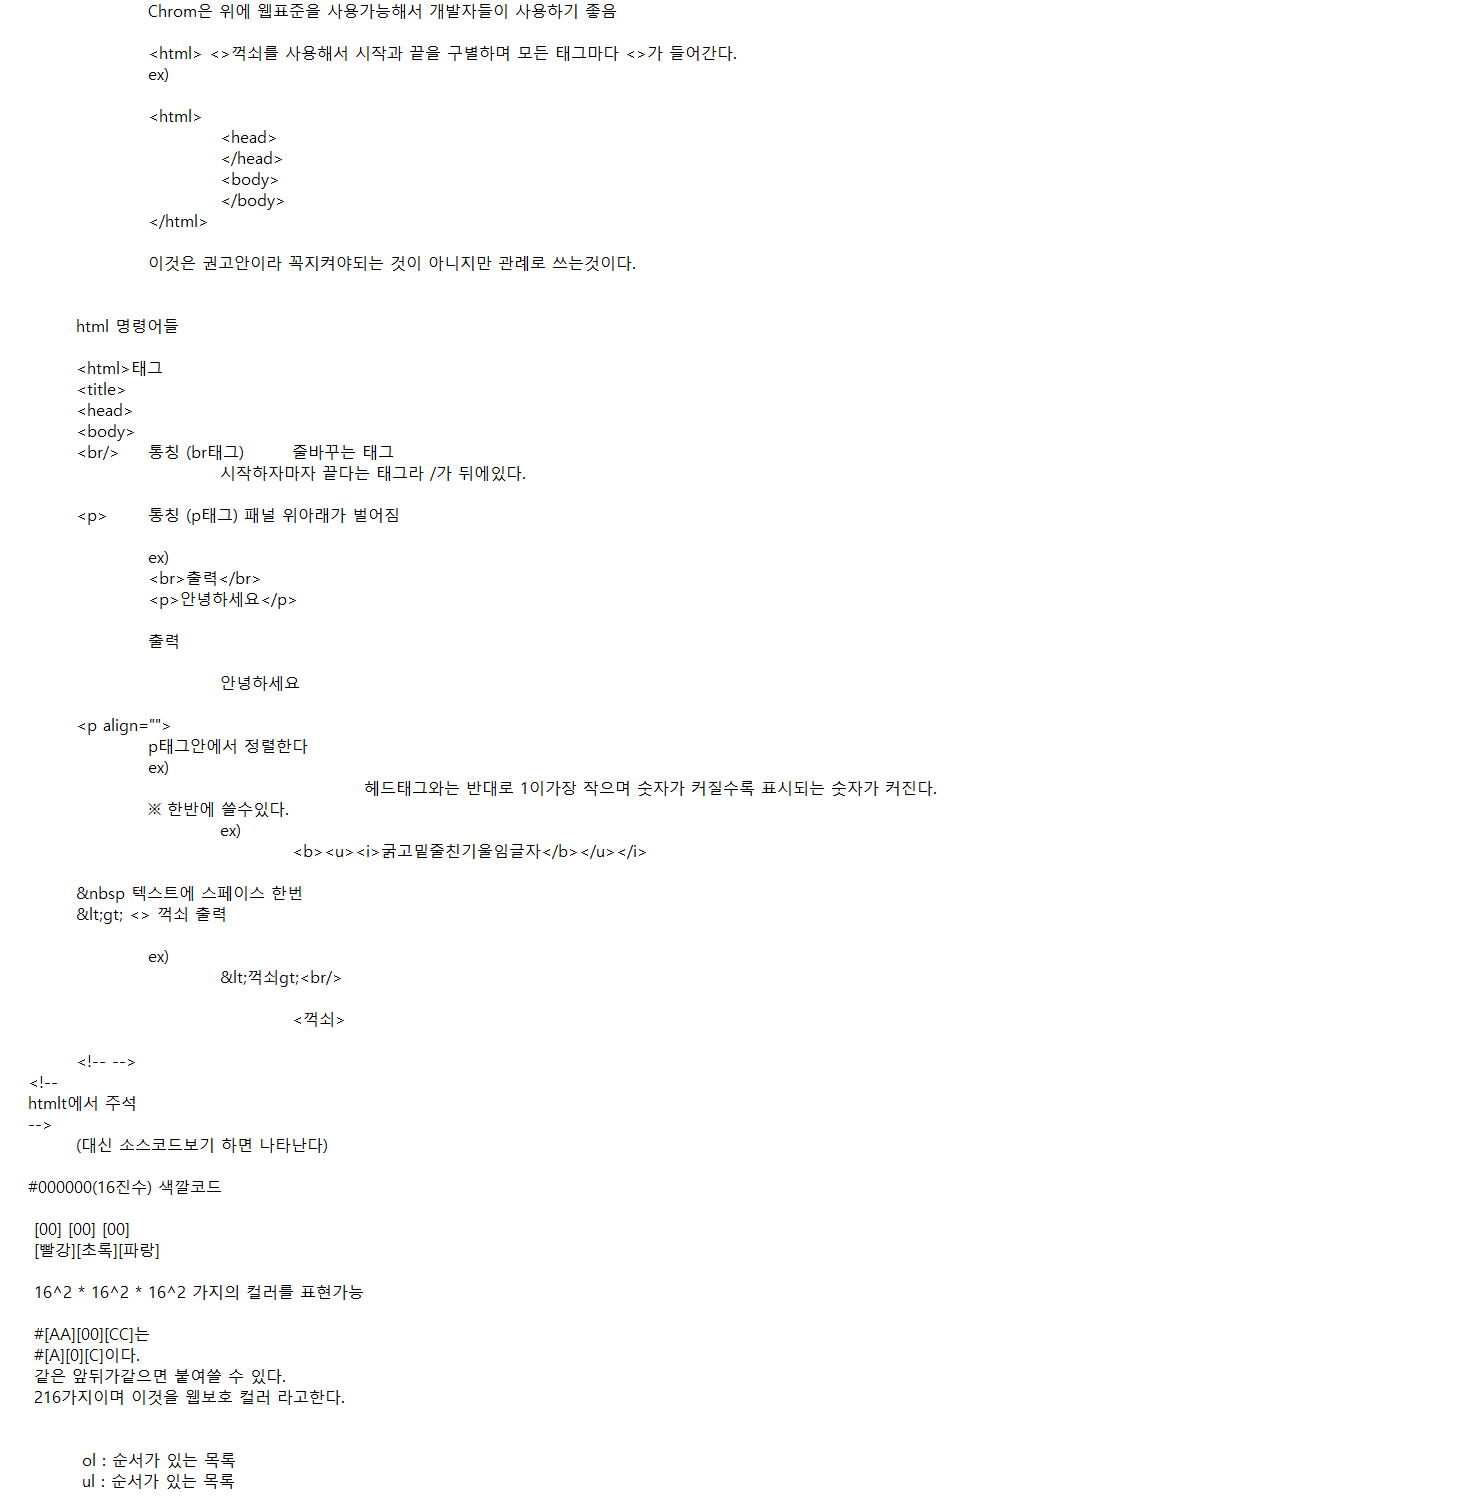 Chrom은 위에 웹표준을 사용가능해서 개발자들이 사용하기 좋음
<html> <>꺽쇠를 사용해서 시작과 끝을 구별하며 모든 태그마다 <>가 들어간다.
ex)
<html>
<head>
</head>
<body>
</body>
</html>
이것은 권고안이라 꼭지켜야되는 것이 아니지만 관례로 쓰는것이다.
html 명령어들
<html>태그
<title>
<head>
<body>
<br/> 통칭 (br태그) 줄바꾸는 태그
시작하자마자 끝다는 태그라 /가 뒤에있다.
<p> 통칭 (p태그) 패널 위아래가 벌어짐
ex)
<br>출력</br>
<p>안녕하세요</p>
출력
안녕하세요
<p align="">
p태그안에서 정렬한다
ex)
헤드태그와는 반대로 1이가장 작으며 숫자가 커질수록 표시되는 숫자가 커진다.
※ 한반에 쓸수있다.
ex)
<b><u><i>굵고밑줄친기울임글자</b></u></i>
&nbsp 텍스트에 스페이스 한번
&lt;gt; <> 꺽쇠 출력
ex)
&lt;꺽쇠gt;<br/>
<꺽쇠>
<!-- -->
<!--
htmlt에서 주석
-->
(대신 소스코드보기 하면 나타난다)
#000000(16진수) 색깔코드
[00] [00] [00]
[빨강][초록][파랑]
16^2 * 16^2 * 16^2 가지의 컬러를 표현가능
#[AA][00][CC]는
#[A][0][C]이다.
같은 앞뒤가같으면 붙여쓸 수 있다.
216가지이며 이것을 웹보호 컬러 라고한다.
ol : 순서가 있는 목록
ul : 순서가 있는 목록